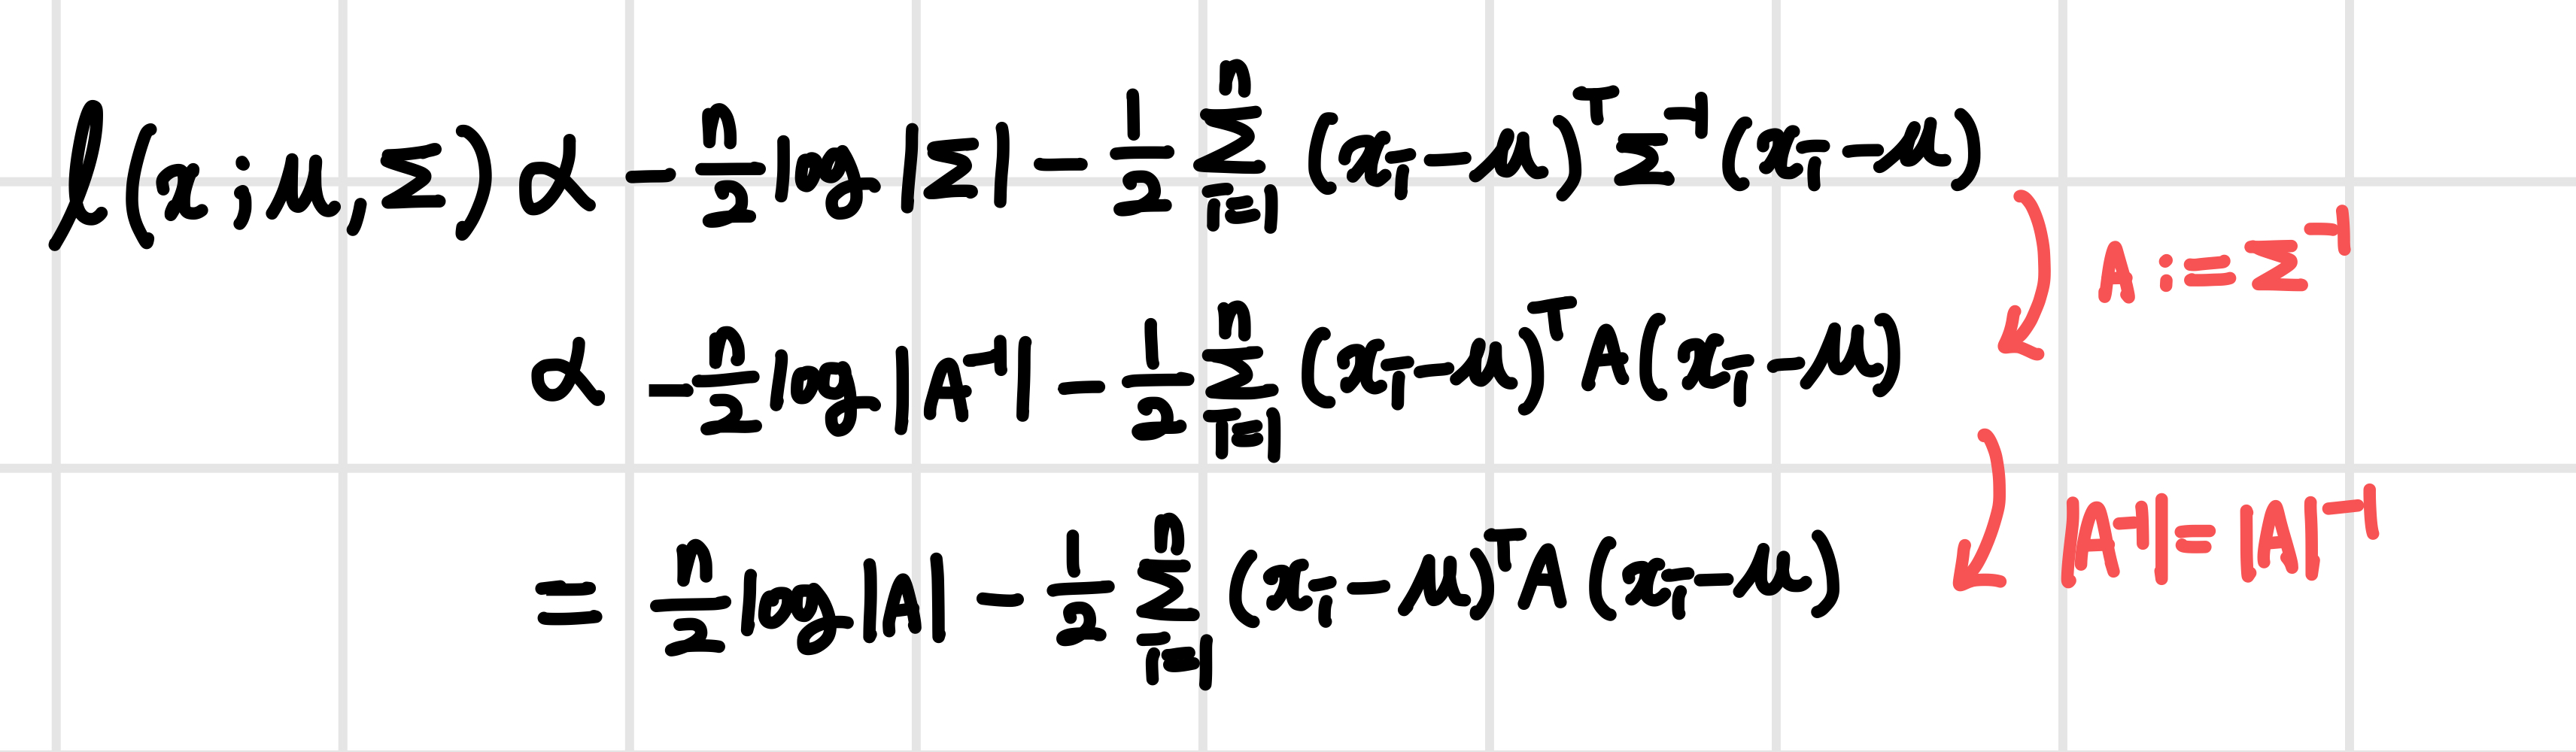 ℓ(x;μ,Σ) ∝ -n/2 log|Σ| - 1/2 Σ_{i=1}^{n} (x_i-μ)^T Σ^{-1} (x_i-μ)
A := Σ^{-1}
∝ -n/2 log|A^{-1}| - 1/2 Σ_{i=1}^{n} (x_i-μ)^T A (x_i-μ)
|A^{-1}| = |A|^{-1}
= n/2 log|A| - 1/2 Σ_{i=1}^{n} (x_i-μ)^T A (x_i-μ)